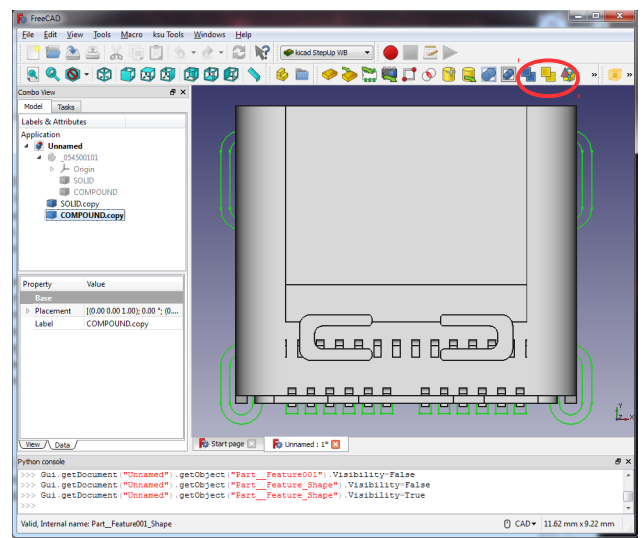 FreeCAD
File Edit View Tools Macro ksu Tools Windows Help
kicad StepUp WB
»
»
Combo View
Model Tasks
Labels & Attributes
Application
Unnamed
_054500101
Origin
SOLID
COMPOUND
SOLID.copy
COMPOUND.copy
Property Value
Base
Placement [(0.00 0.00 1.00); 0.00 °; (0....
Label COMPOUND.copy
View Data
Y
Z X
Start page Unnamed : 1*
Python console
>>> Gui.getDocument("Unnamed").getObject("Part__Feature001").Visibility=False
>>> Gui.getDocument("Unnamed").getObject("Part__Feature_Shape").Visibility=False
>>> Gui.getDocument("Unnamed").getObject("Part__Feature_Shape").Visibility=True
>>>
Valid, Internal name: Part__Feature001_Shape CAD 11.62 mm x 9.22 mm